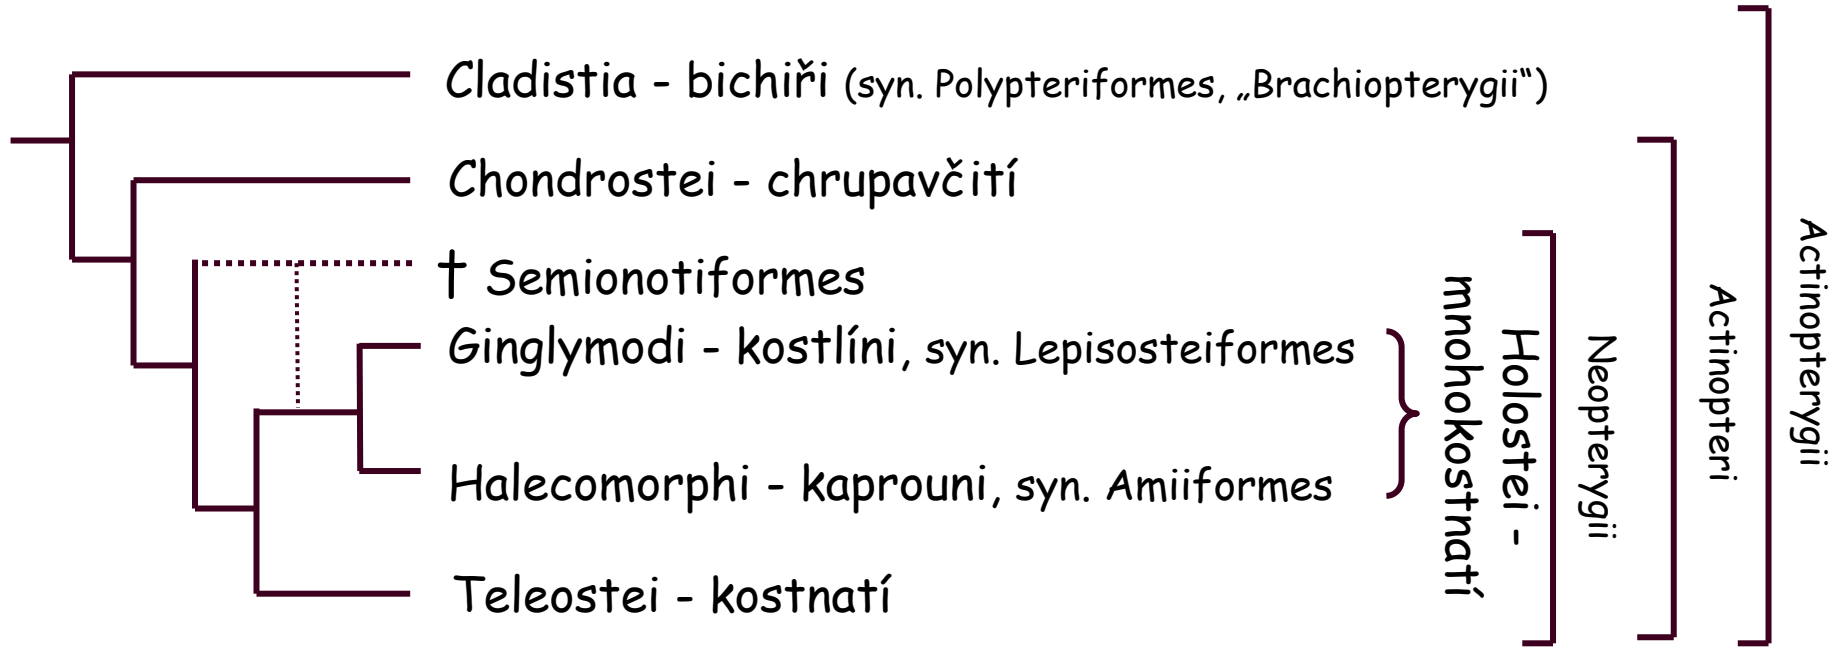 Cladistia - bichiři (syn. Polypteriformes, „Brachiopterygii“)
Chondrostei - chrupavčití
† Semionotiformes
Ginglymodi - kostlíni, syn. Lepisosteiformes
Halecomorphi - kaprouni, syn. Amiiformes
Teleostei - kostnatí
Holostei -
mnohokostnatí
Neopterygii
Actinopteri
Actinopterygii